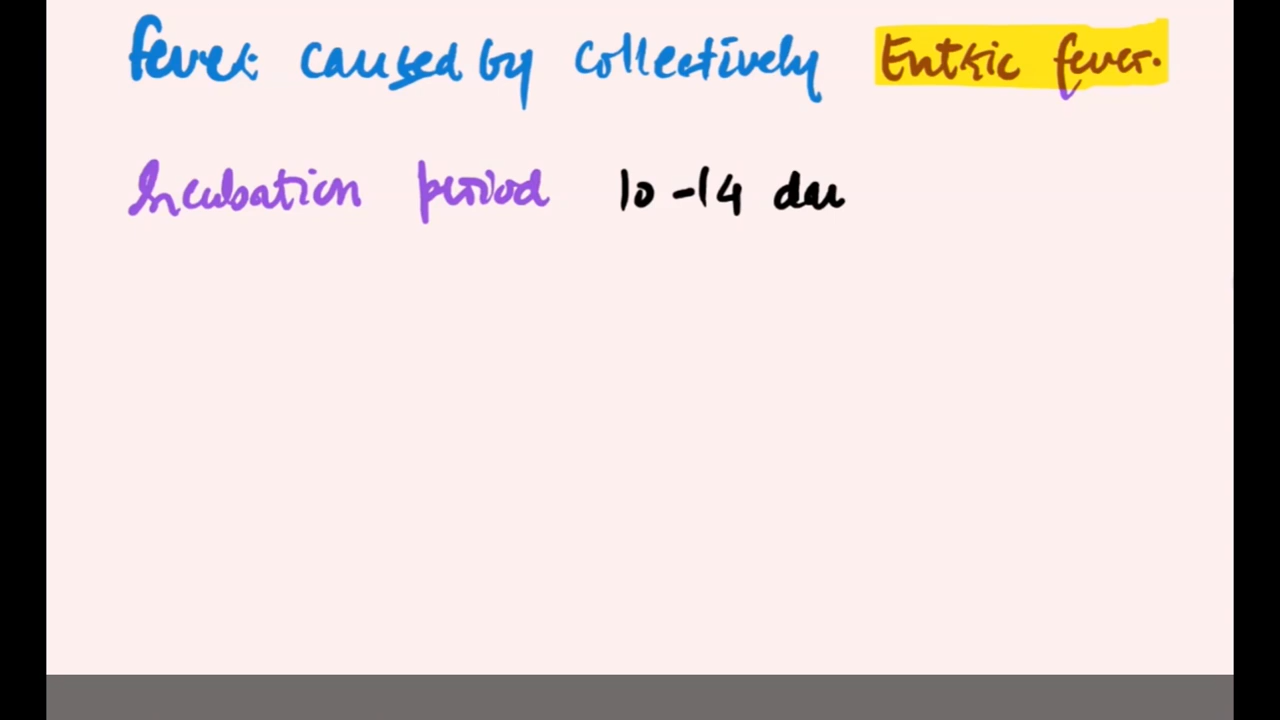 fever caused by collectively Enteric fever.
Incubation period 10-14 da